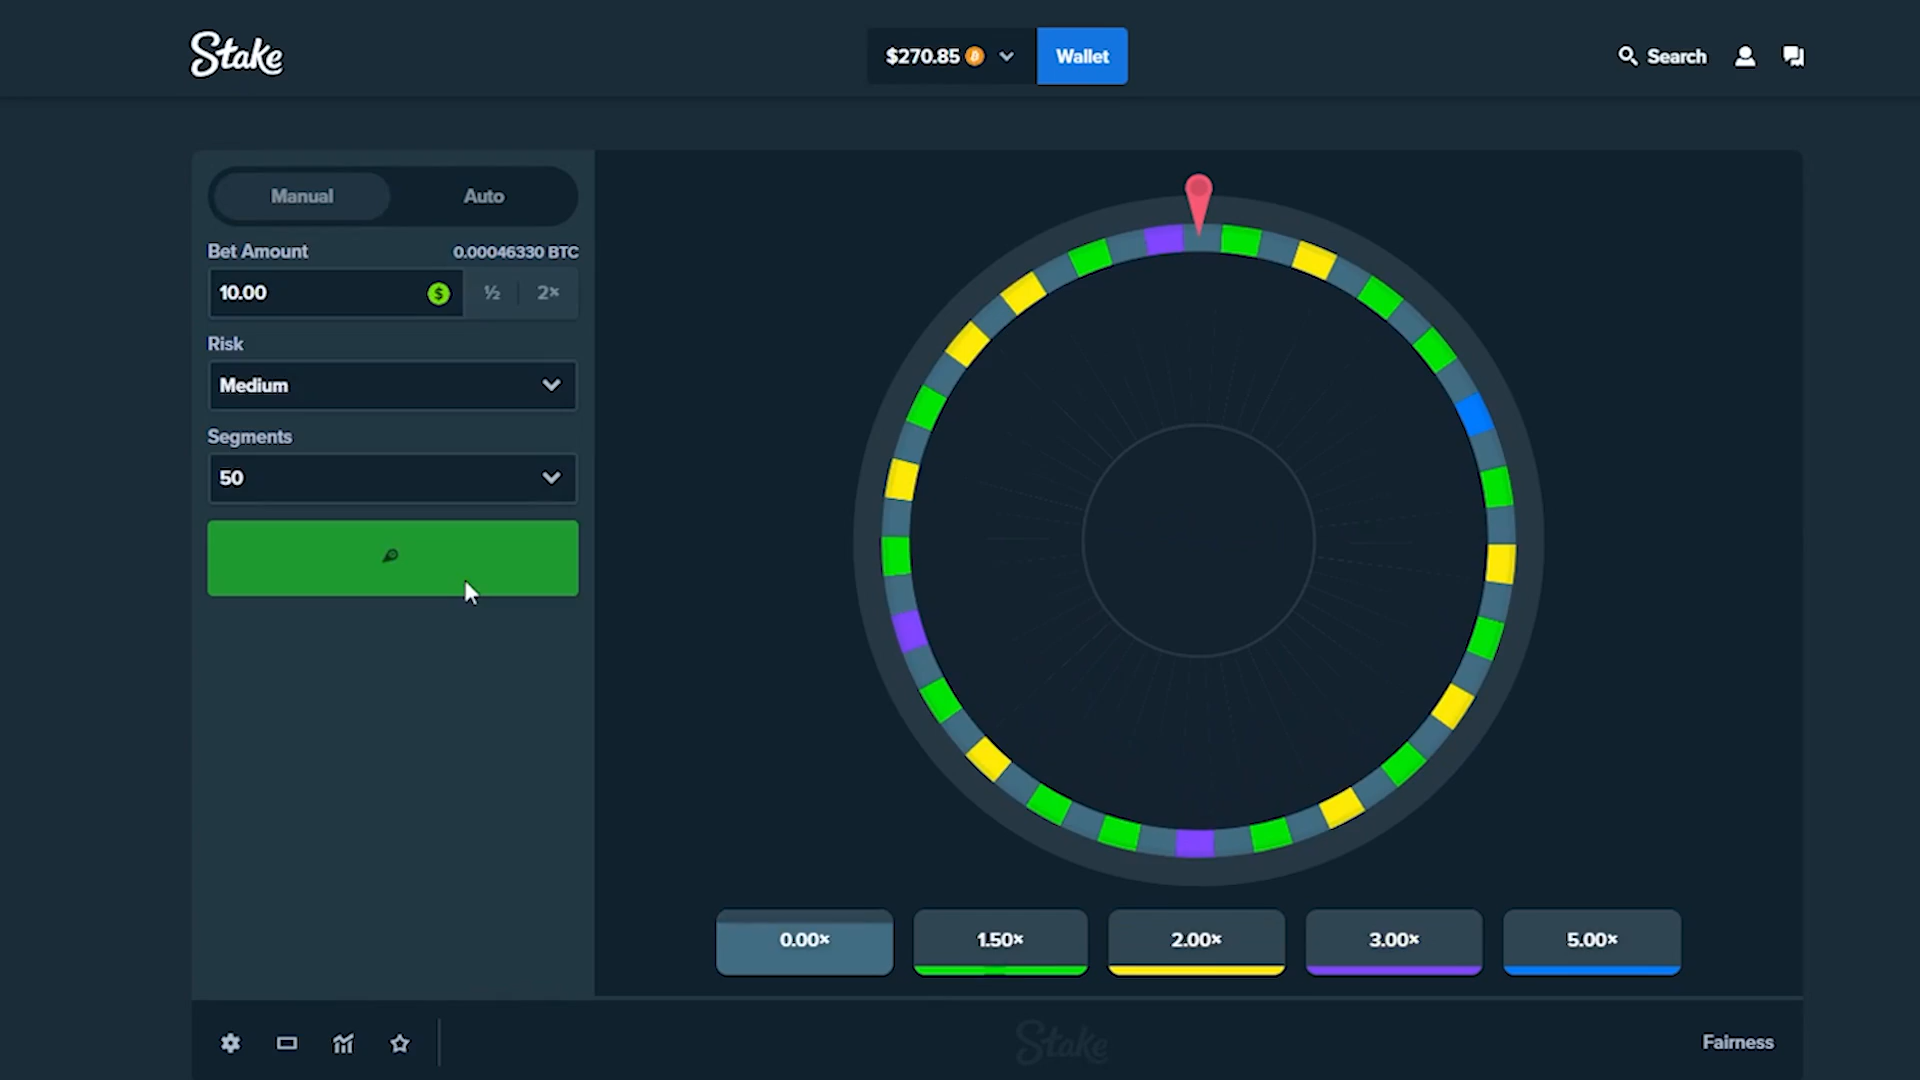 Stake
$270.85
Wallet
Search
Manual
Auto
Bet Amount
0.00046330 BTC
10.00
½
2×
Risk
Medium
Segments
50
0.00×
1.50×
2.00×
3.00×
5.00×
Stake
Fairness